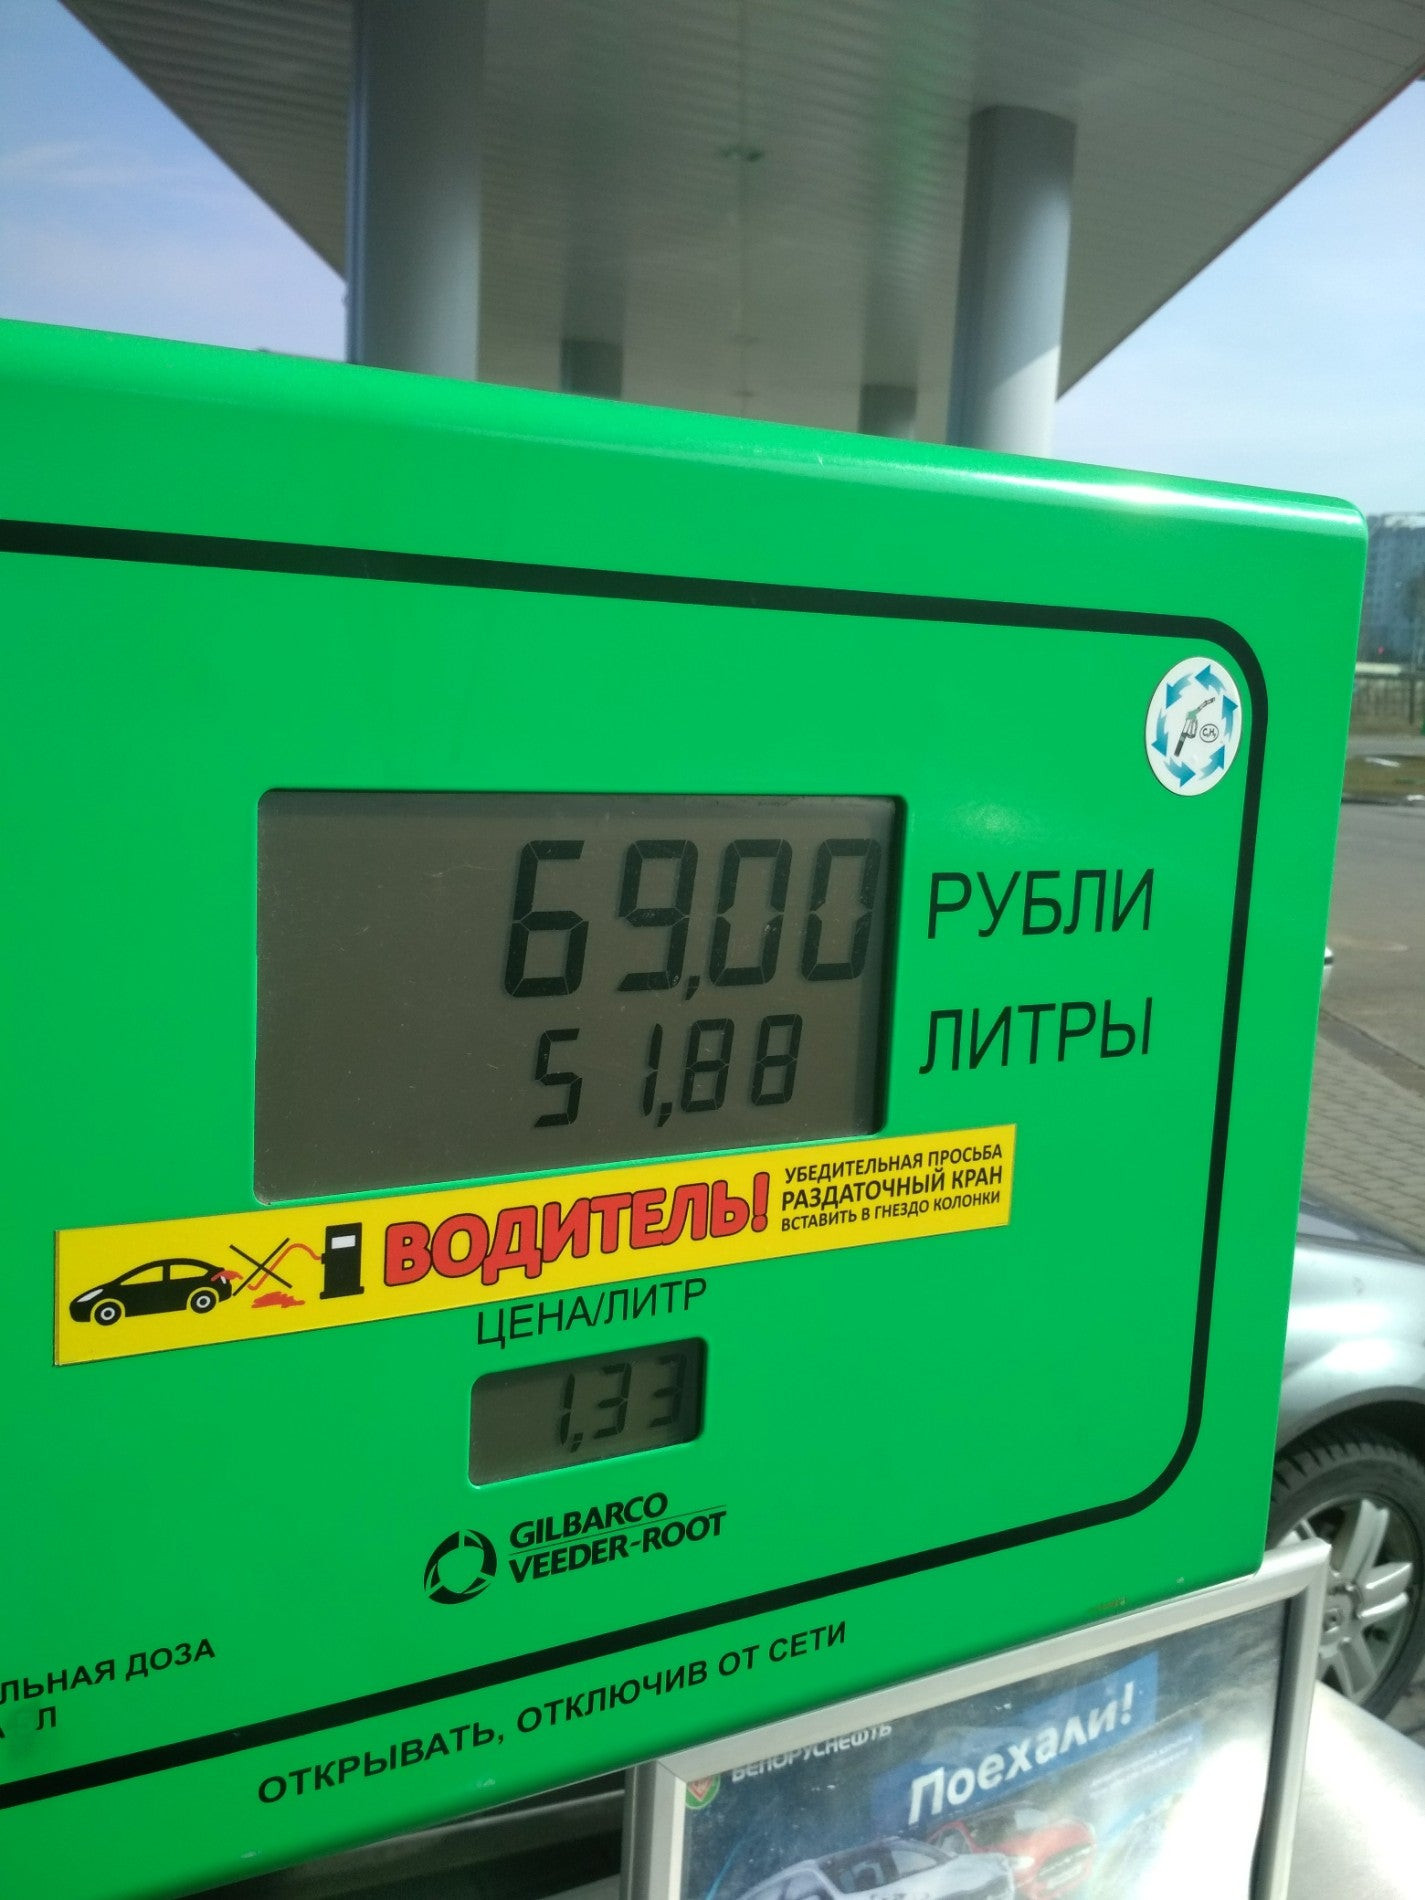 69,00 РУБЛИ
51,88 ЛИТРЫ
ВОДИТЕЛЬ!
УБЕДИТЕЛЬНАЯ ПРОСЬБА
РАЗДАТОЧНЫЙ КРАН
ВСТАВИТЬ В ГНЕЗДО КОЛОНКИ
ЦЕНА/ЛИТР
1,33
GILBARCO
VEEDER-ROOT
ЛЬНАЯ ДОЗА
Л
ОТКРЫВАТЬ, ОТКЛЮЧИВ ОТ СЕТИ
БЕЛОРУСНЕФТЬ
Поехали!